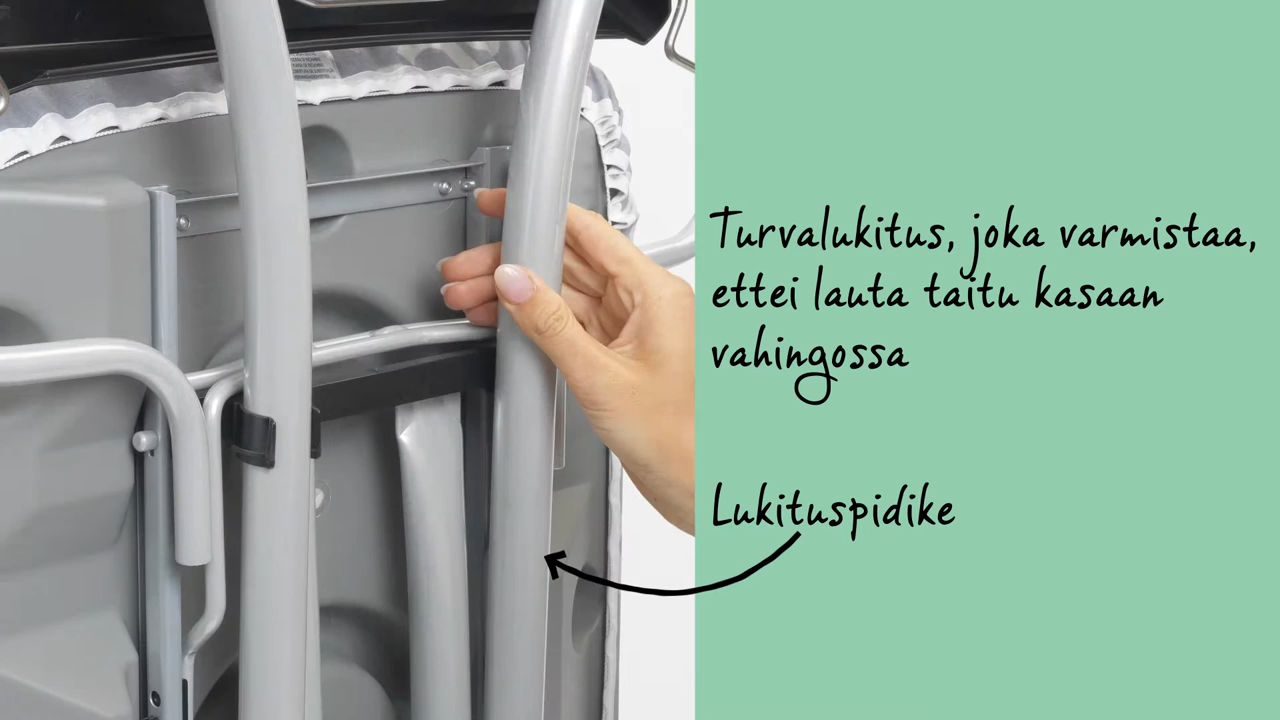 Turvalukitus, joka varmistaa,
ettei lauta taitu kasaan
vahingossa
Lukituspidike